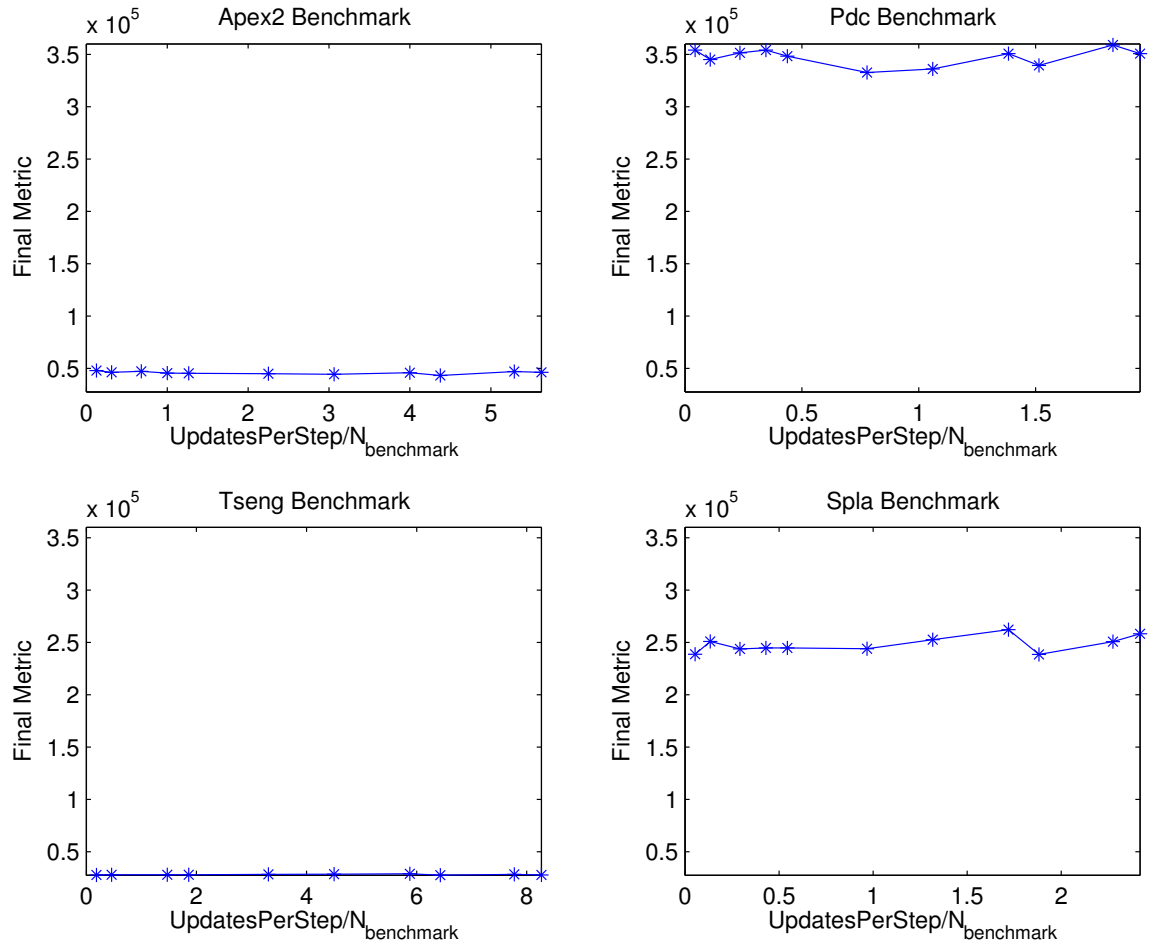 Apex2 Benchmark
x 10^5
Final Metric
3.5
3
2.5
2
1.5
1
0.5
0 1 2 3 4 5
UpdatesPerStep/N_benchmark
Pdc Benchmark
x 10^5
Final Metric
3.5
3
2.5
2
1.5
1
0.5
0 0.5 1 1.5
UpdatesPerStep/N_benchmark
Tseng Benchmark
x 10^5
Final Metric
3.5
3
2.5
2
1.5
1
0.5
0 2 4 6 8
UpdatesPerStep/N_benchmark
Spla Benchmark
x 10^5
Final Metric
3.5
3
2.5
2
1.5
1
0.5
0 0.5 1 1.5 2
UpdatesPerStep/N_benchmark